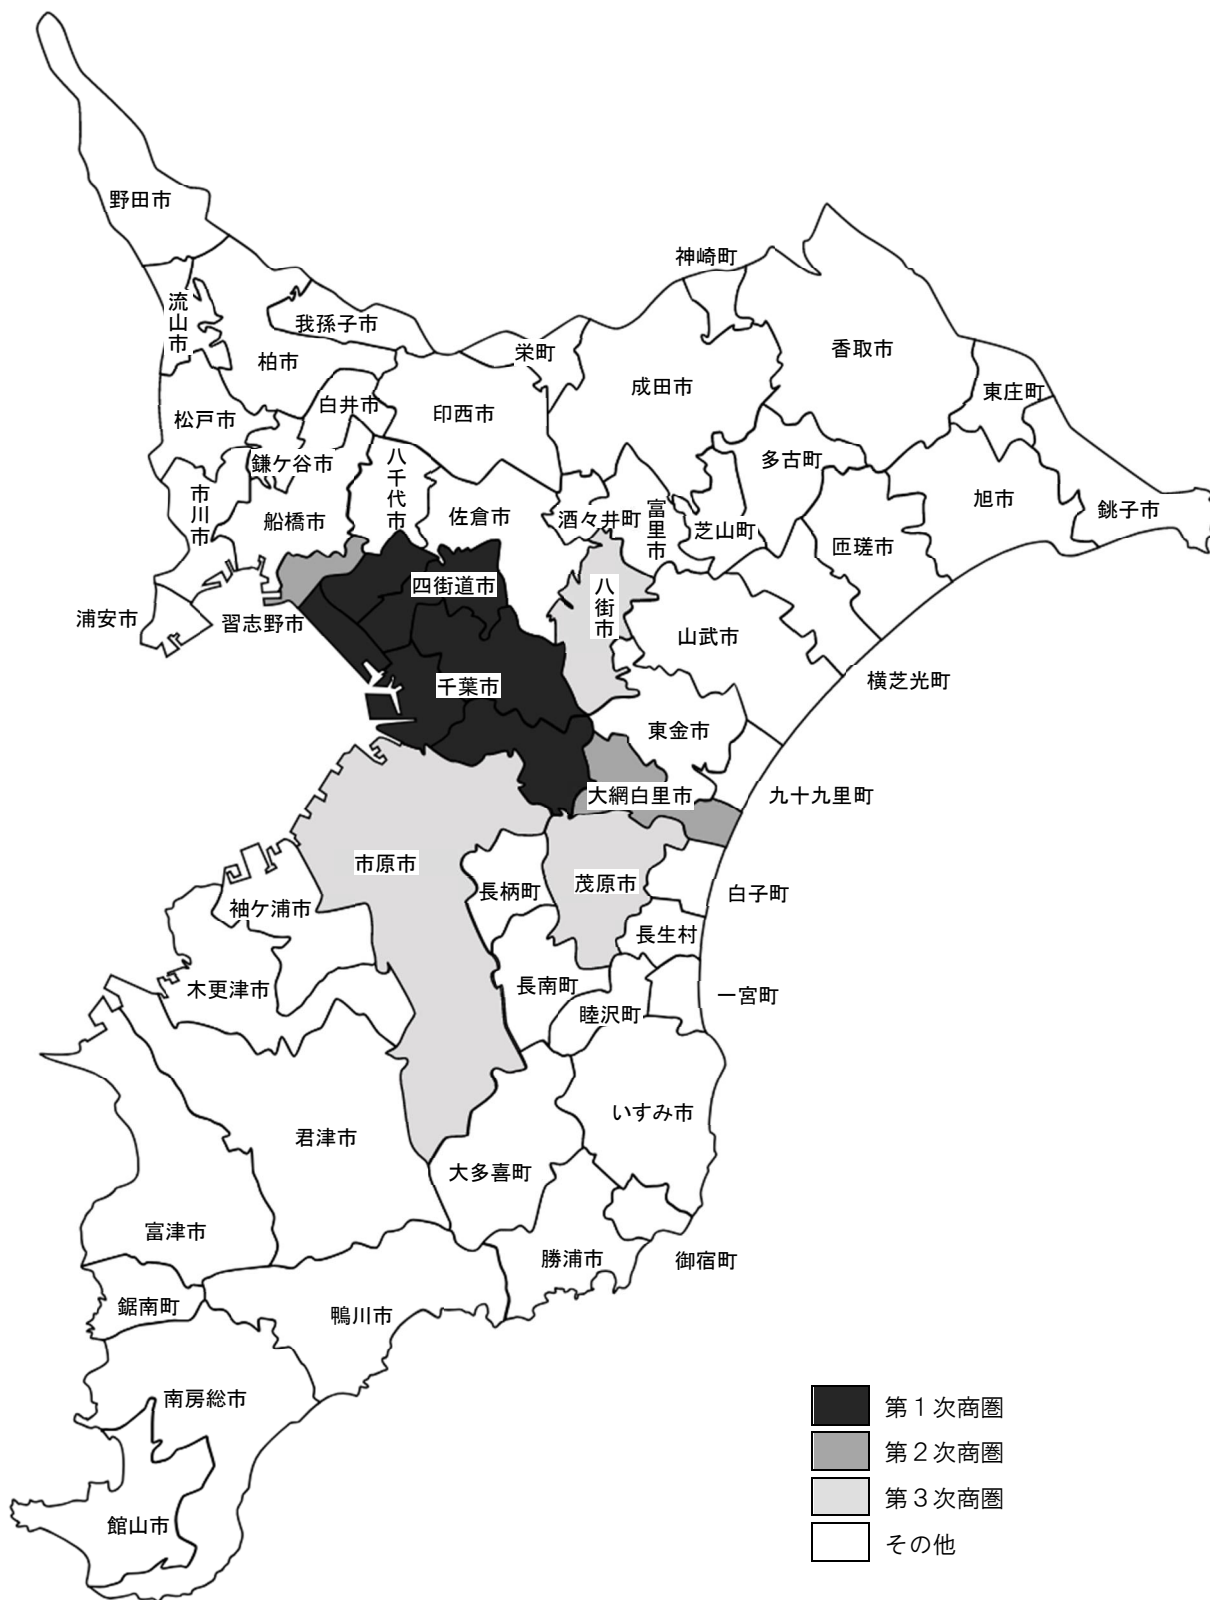 野田市
神崎町
流山市
我孫子市
香取市
栄町
柏市
成田市
東庄町
白井市
印西市
松戸市
多古町
鎌ケ谷市
八千代市
市川市
船橋市
佐倉市
酒々井町
富里市
芝山町
旭市
銚子市
匝瑳市
四街道市
八街市
浦安市
習志野市
山武市
横芝光町
千葉市
東金市
大網白里市
九十九里町
市原市
茂原市
長柄町
白子町
袖ケ浦市
長生村
木更津市
長南町
一宮町
睦沢町
いすみ市
君津市
大多喜町
富津市
勝浦市
御宿町
鋸南町
鴨川市
南房総市
館山市
第1次商圏
第2次商圏
第3次商圏
その他